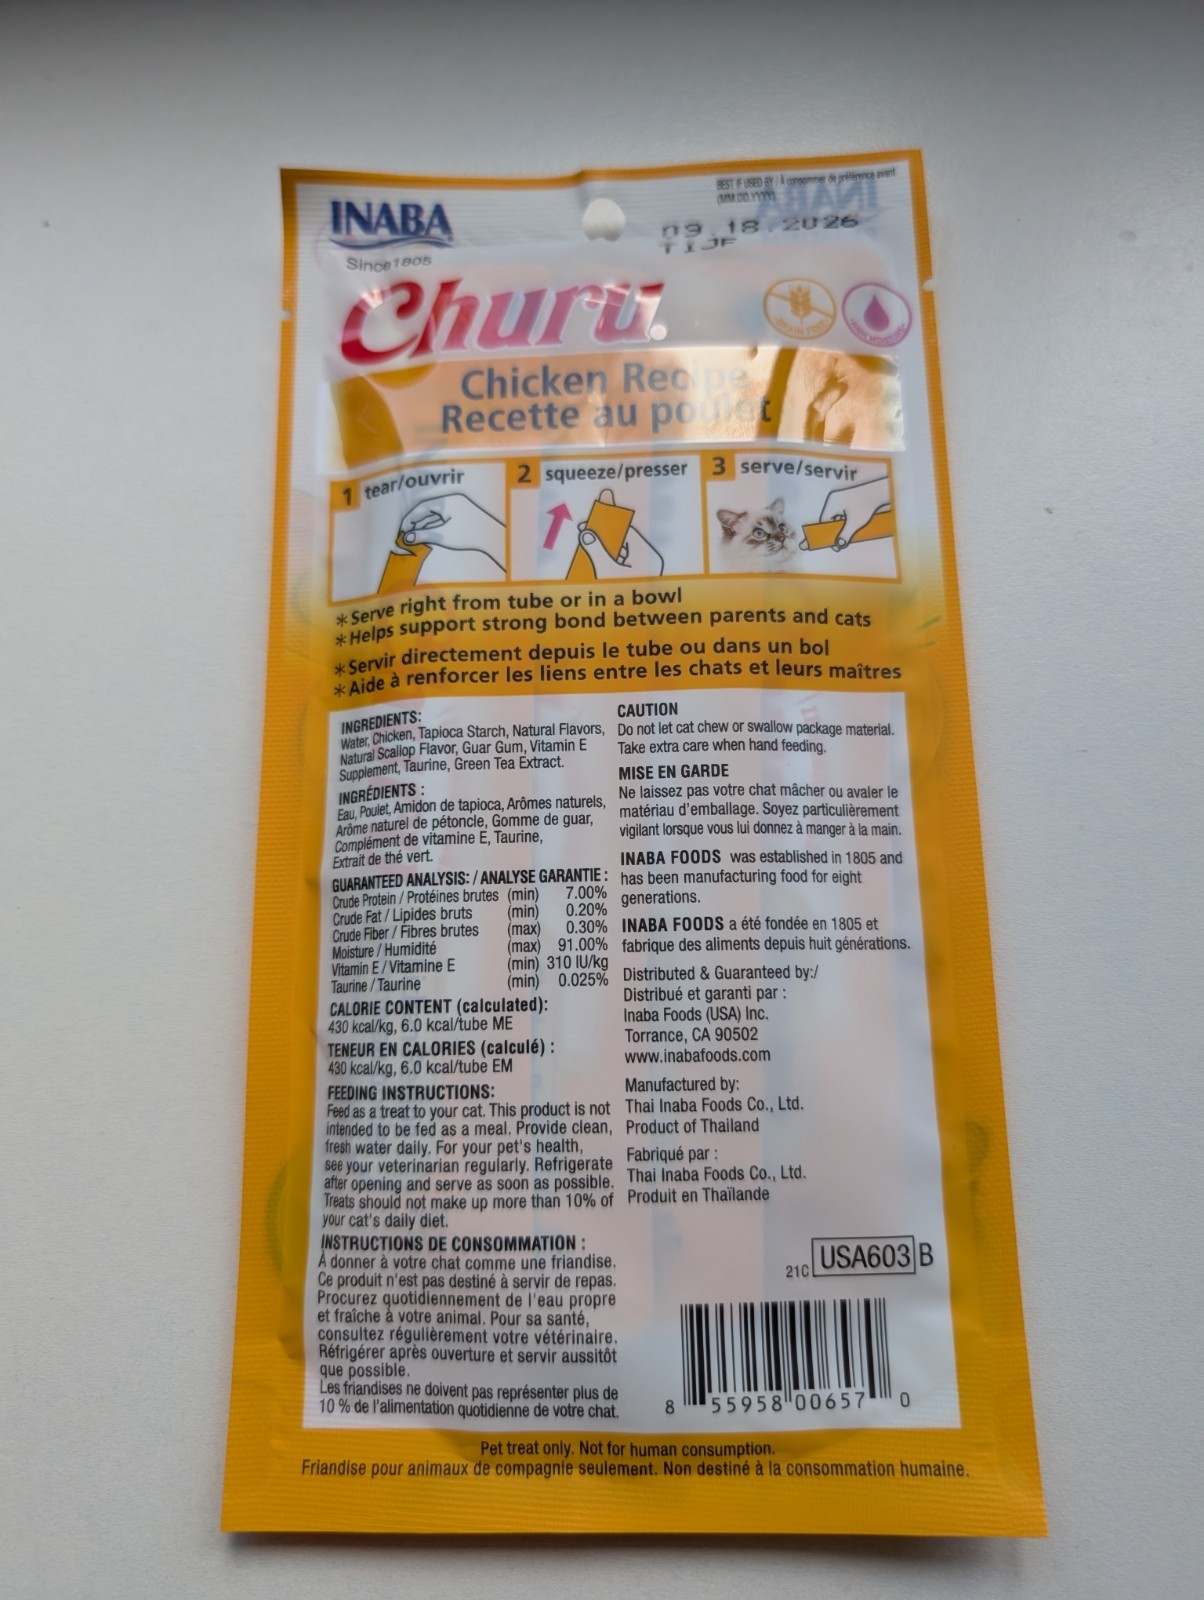 INABA
Since 1805
BEST IF USED BY / À consommer de préférence avant
(MM.DD.YYYY)
09.18.2026
TIJF
Churu
GRAIN FREE
HIGH MOISTURE
Chicken Recipe
Recette au poulet
1 tear/ouvrir
2 squeeze/presser
3 serve/servir
*Serve right from tube or in a bowl
*Helps support strong bond between parents and cats
*Servir directement depuis le tube ou dans un bol
*Aide à renforcer les liens entre les chats et leurs maîtres
INGREDIENTS:
Water, Chicken, Tapioca Starch, Natural Flavors,
Natural Scallop Flavor, Guar Gum, Vitamin E
Supplement, Taurine, Green Tea Extract.
INGRÉDIENTS :
Eau, Poulet, Amidon de tapioca, Arômes naturels,
Arôme naturel de pétoncle, Gomme de guar,
Complément de vitamine E, Taurine,
Extrait de thé vert.
GUARANTEED ANALYSIS: / ANALYSE GARANTIE :
Crude Protein / Protéines brutes (min) 7.00%
Crude Fat / Lipides bruts (min) 0.20%
Crude Fiber / Fibres brutes (max) 0.30%
Moisture / Humidité (max) 91.00%
Vitamin E / Vitamine E (min) 310 IU/kg
Taurine / Taurine (min) 0.025%
CALORIE CONTENT (calculated):
430 kcal/kg, 6.0 kcal/tube ME
TENEUR EN CALORIES (calculé) :
430 kcal/kg, 6.0 kcal/tube EM
FEEDING INSTRUCTIONS:
Feed as a treat to your cat. This product is not
intended to be fed as a meal. Provide clean,
fresh water daily. For your pet's health,
see your veterinarian regularly. Refrigerate
after opening and serve as soon as possible.
Treats should not make up more than 10% of
your cat's daily diet.
INSTRUCTIONS DE CONSOMMATION :
À donner à votre chat comme une friandise.
Ce produit n'est pas destiné à servir de repas.
Procurez quotidiennement de l'eau propre
et fraîche à votre animal. Pour sa santé,
consultez régulièrement votre vétérinaire.
Réfrigérer après ouverture et servir aussitôt
que possible.
Les friandises ne doivent pas représenter plus de
10 % de l'alimentation quotidienne de votre chat.
CAUTION
Do not let cat chew or swallow package material.
Take extra care when hand feeding.
MISE EN GARDE
Ne laissez pas votre chat mâcher ou avaler le
matériau d'emballage. Soyez particulièrement
vigilant lorsque vous lui donnez à manger à la main.
INABA FOODS was established in 1805 and
has been manufacturing food for eight
generations.
INABA FOODS a été fondée en 1805 et
fabrique des aliments depuis huit générations.
Distributed & Guaranteed by:/
Distribué et garanti par :
Inaba Foods (USA) Inc.
Torrance, CA 90502
www.inabafoods.com
Manufactured by:
Thai Inaba Foods Co., Ltd.
Product of Thailand
Fabriqué par :
Thai Inaba Foods Co., Ltd.
Produit en Thaïlande
21C USA603 B
8 55958 00657 0
Pet treat only. Not for human consumption.
Friandise pour animaux de compagnie seulement. Non destiné à la consommation humaine.